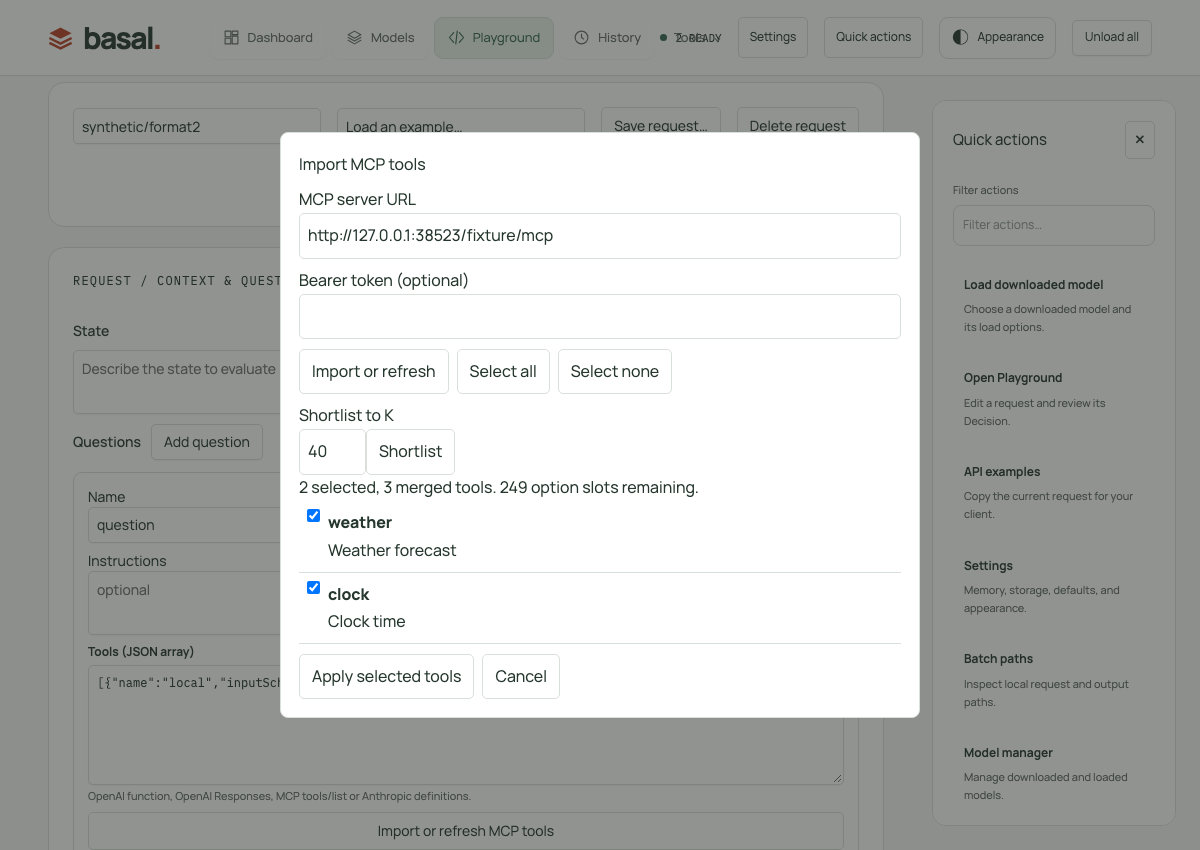 basal.
Dashboard
Models
Playground
History
2 READY
Settings
Quick actions
Appearance
Unload all
synthetic/format2
Load an example…
Save request…
Delete request
Import MCP tools
MCP server URL
http://127.0.0.1:38523/fixture/mcp
Bearer token (optional)
Import or refresh
Select all
Select none
Shortlist to K
40
Shortlist
2 selected, 3 merged tools. 249 option slots remaining.
weather
Weather forecast
clock
Clock time
Apply selected tools
Cancel
REQUEST / CONTEXT & QUEST
State
Describe the state to evaluate
Questions
Add question
Name
question
Instructions
optional
Tools (JSON array)
[{"name":"local","inputSch
OpenAI function, OpenAI Responses, MCP tools/list or Anthropic definitions.
Import or refresh MCP tools
Quick actions
×
Filter actions
Filter actions…
Load downloaded model
Choose a downloaded model and
its load options.
Open Playground
Edit a request and review its
Decision.
API examples
Copy the current request for your
client.
Settings
Memory, storage, defaults, and
appearance.
Batch paths
Inspect local request and output
paths.
Model manager
Manage downloaded and loaded
models.